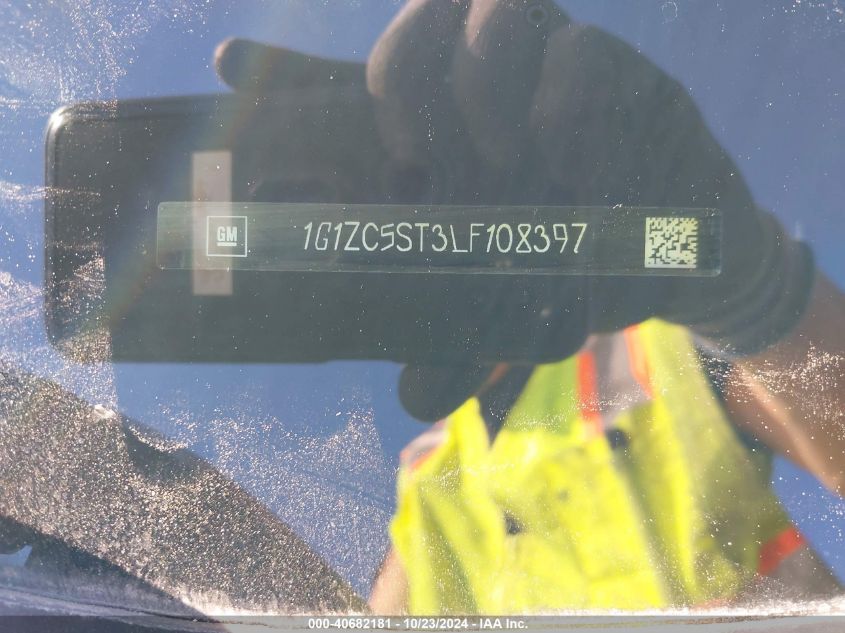 GM 1G1ZC5ST3LF108397
000-40682181 - 10/23/2024 - IAA Inc.